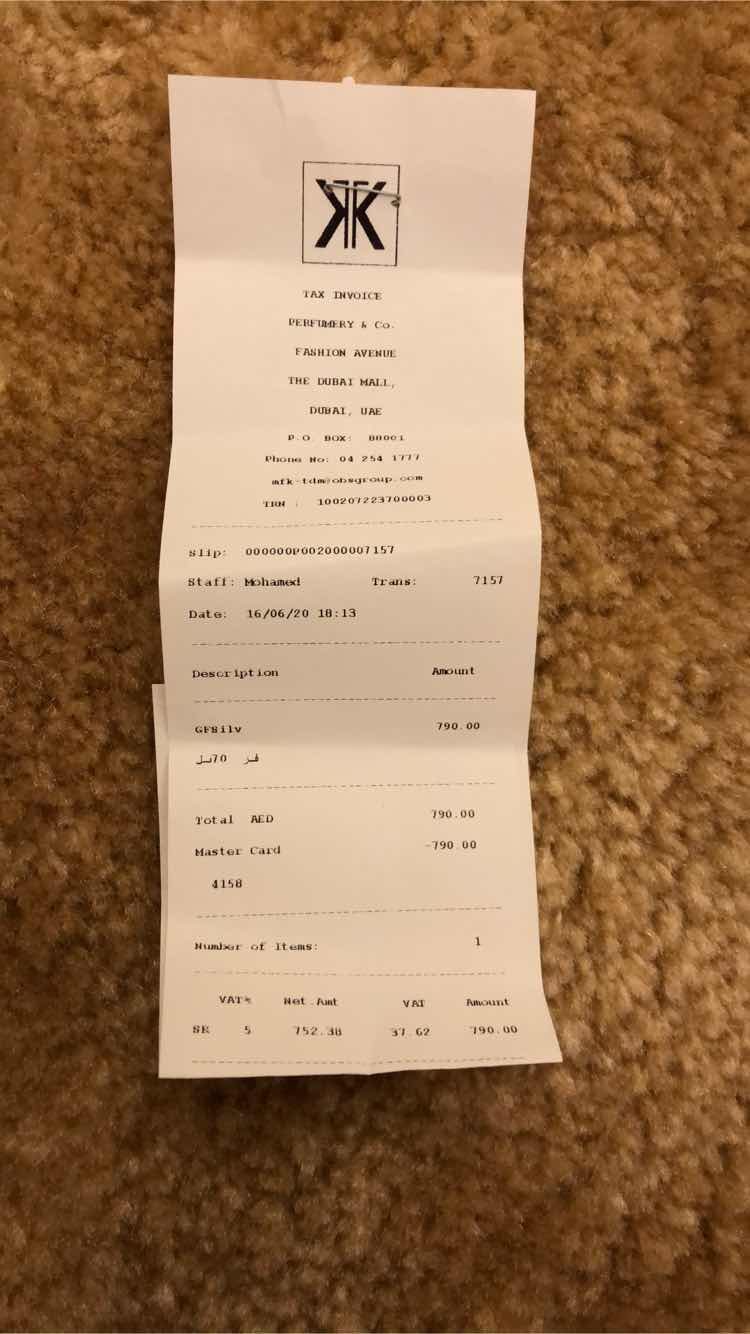 TAX INVOICE
PERFUMERY & Co.
FASHION AVENUE
THE DUBAI MALL,
DUBAI, UAE
P.O. BOX: 88001
Phone No: 04 254 1777
mfk-tdm@obsgroup.com
TRN : 100207223700003
Slip: 000000P002000007157
Staff: Mohamed Trans: 7157
Date: 16/06/20 18:13
Description Amount
GFSilv 790.00
70
Total AED 790.00
Master Card -790.00
4158
Number of Items: 1
VAT% Net.Amt VAT Amount
SR 5 752.38 37.62 790.00